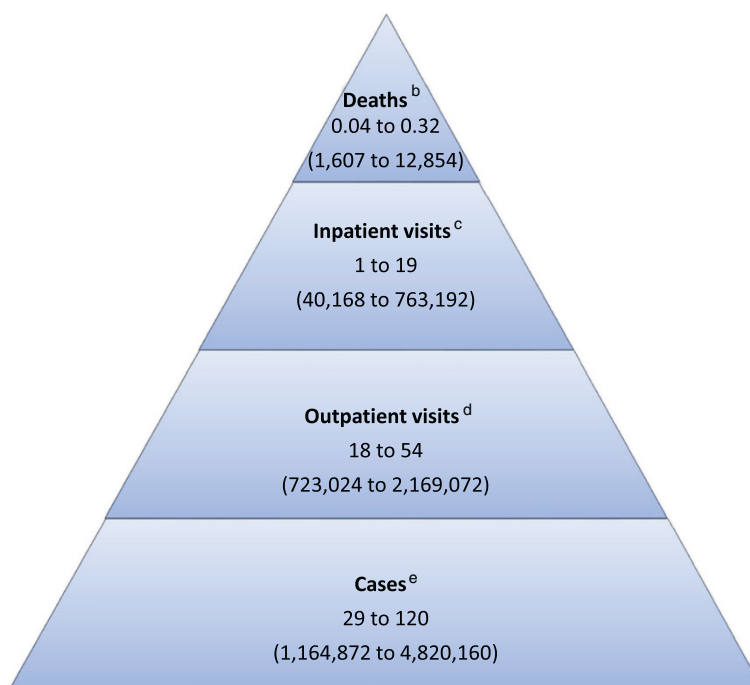 Deaths b
0.04 to 0.32
(1,607 to 12,854)
Inpatient visits c
1 to 19
(40,168 to 763,192)
Outpatient visits d
18 to 54
(723,024 to 2,169,072)
Cases e
29 to 120
(1,164,872 to 4,820,160)